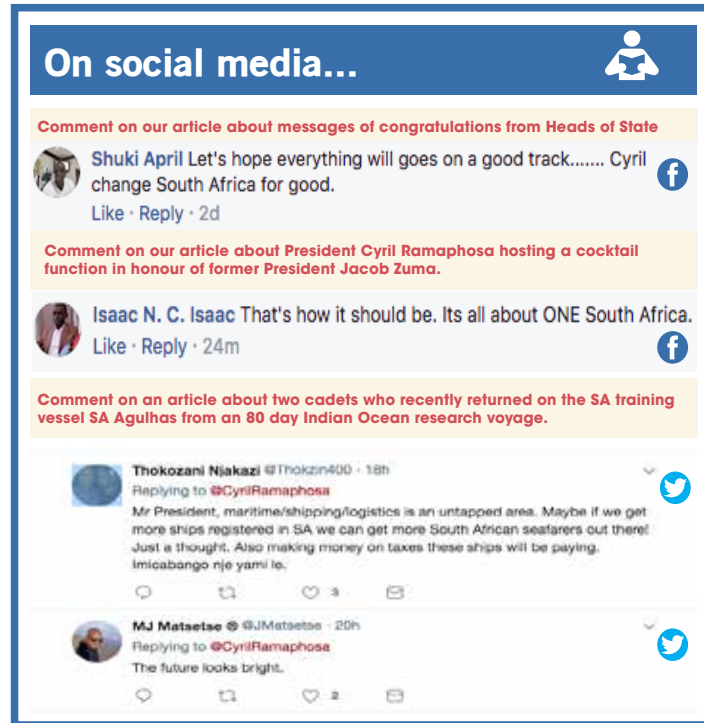 On social media...
Comment on our article about messages of congratulations from Heads of State
Shuki April Let's hope everything will goes on a good track....... Cyril
change South Africa for good.
Like · Reply · 2d
Comment on our article about President Cyril Ramaphosa hosting a cocktail
function in honour of former President Jacob Zuma.
Isaac N. C. Isaac That's how it should be. Its all about ONE South Africa.
Like · Reply · 24m
Comment on an article about two cadets who recently returned on the SA training
vessel SA Agulhas from an 80 day Indian Ocean research voyage.
Thokozani Njakazi @Thokzin400 · 18h
Replying to @CyrilRamaphosa
Mr President, maritime/shipping/logistics is an untapped area. Maybe if we get
more ships registered in SA we can get more South African seafarers out there!
Just a thought. Also making money on taxes these ships will be paying.
Imicabango nje yami le.
3
MJ Matsetse @JMatsetse · 20h
Replying to @CyrilRamaphosa
The future looks bright.
2